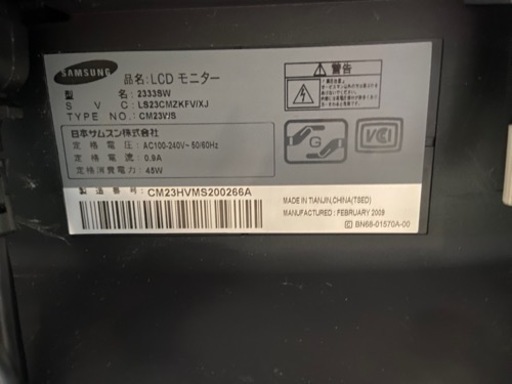 SAMSUNG 品名:LCD モニター
型 名:2333SW
S V C:LS23CMZKFV/XJ
TYPE NO.:CM23VS
日本サムスン株式会社
定格電圧:AC100-240V~50/60Hz
定格電流:0.9A
定格消費電力:45W
製造番号:CM23HVMS200266A
警告
G
VCCI
MADE IN TIANJIN,CHINA(TSED)
MANUFACTURED : FEBRUARY 2009
Ⓒ BN68-01570A-00